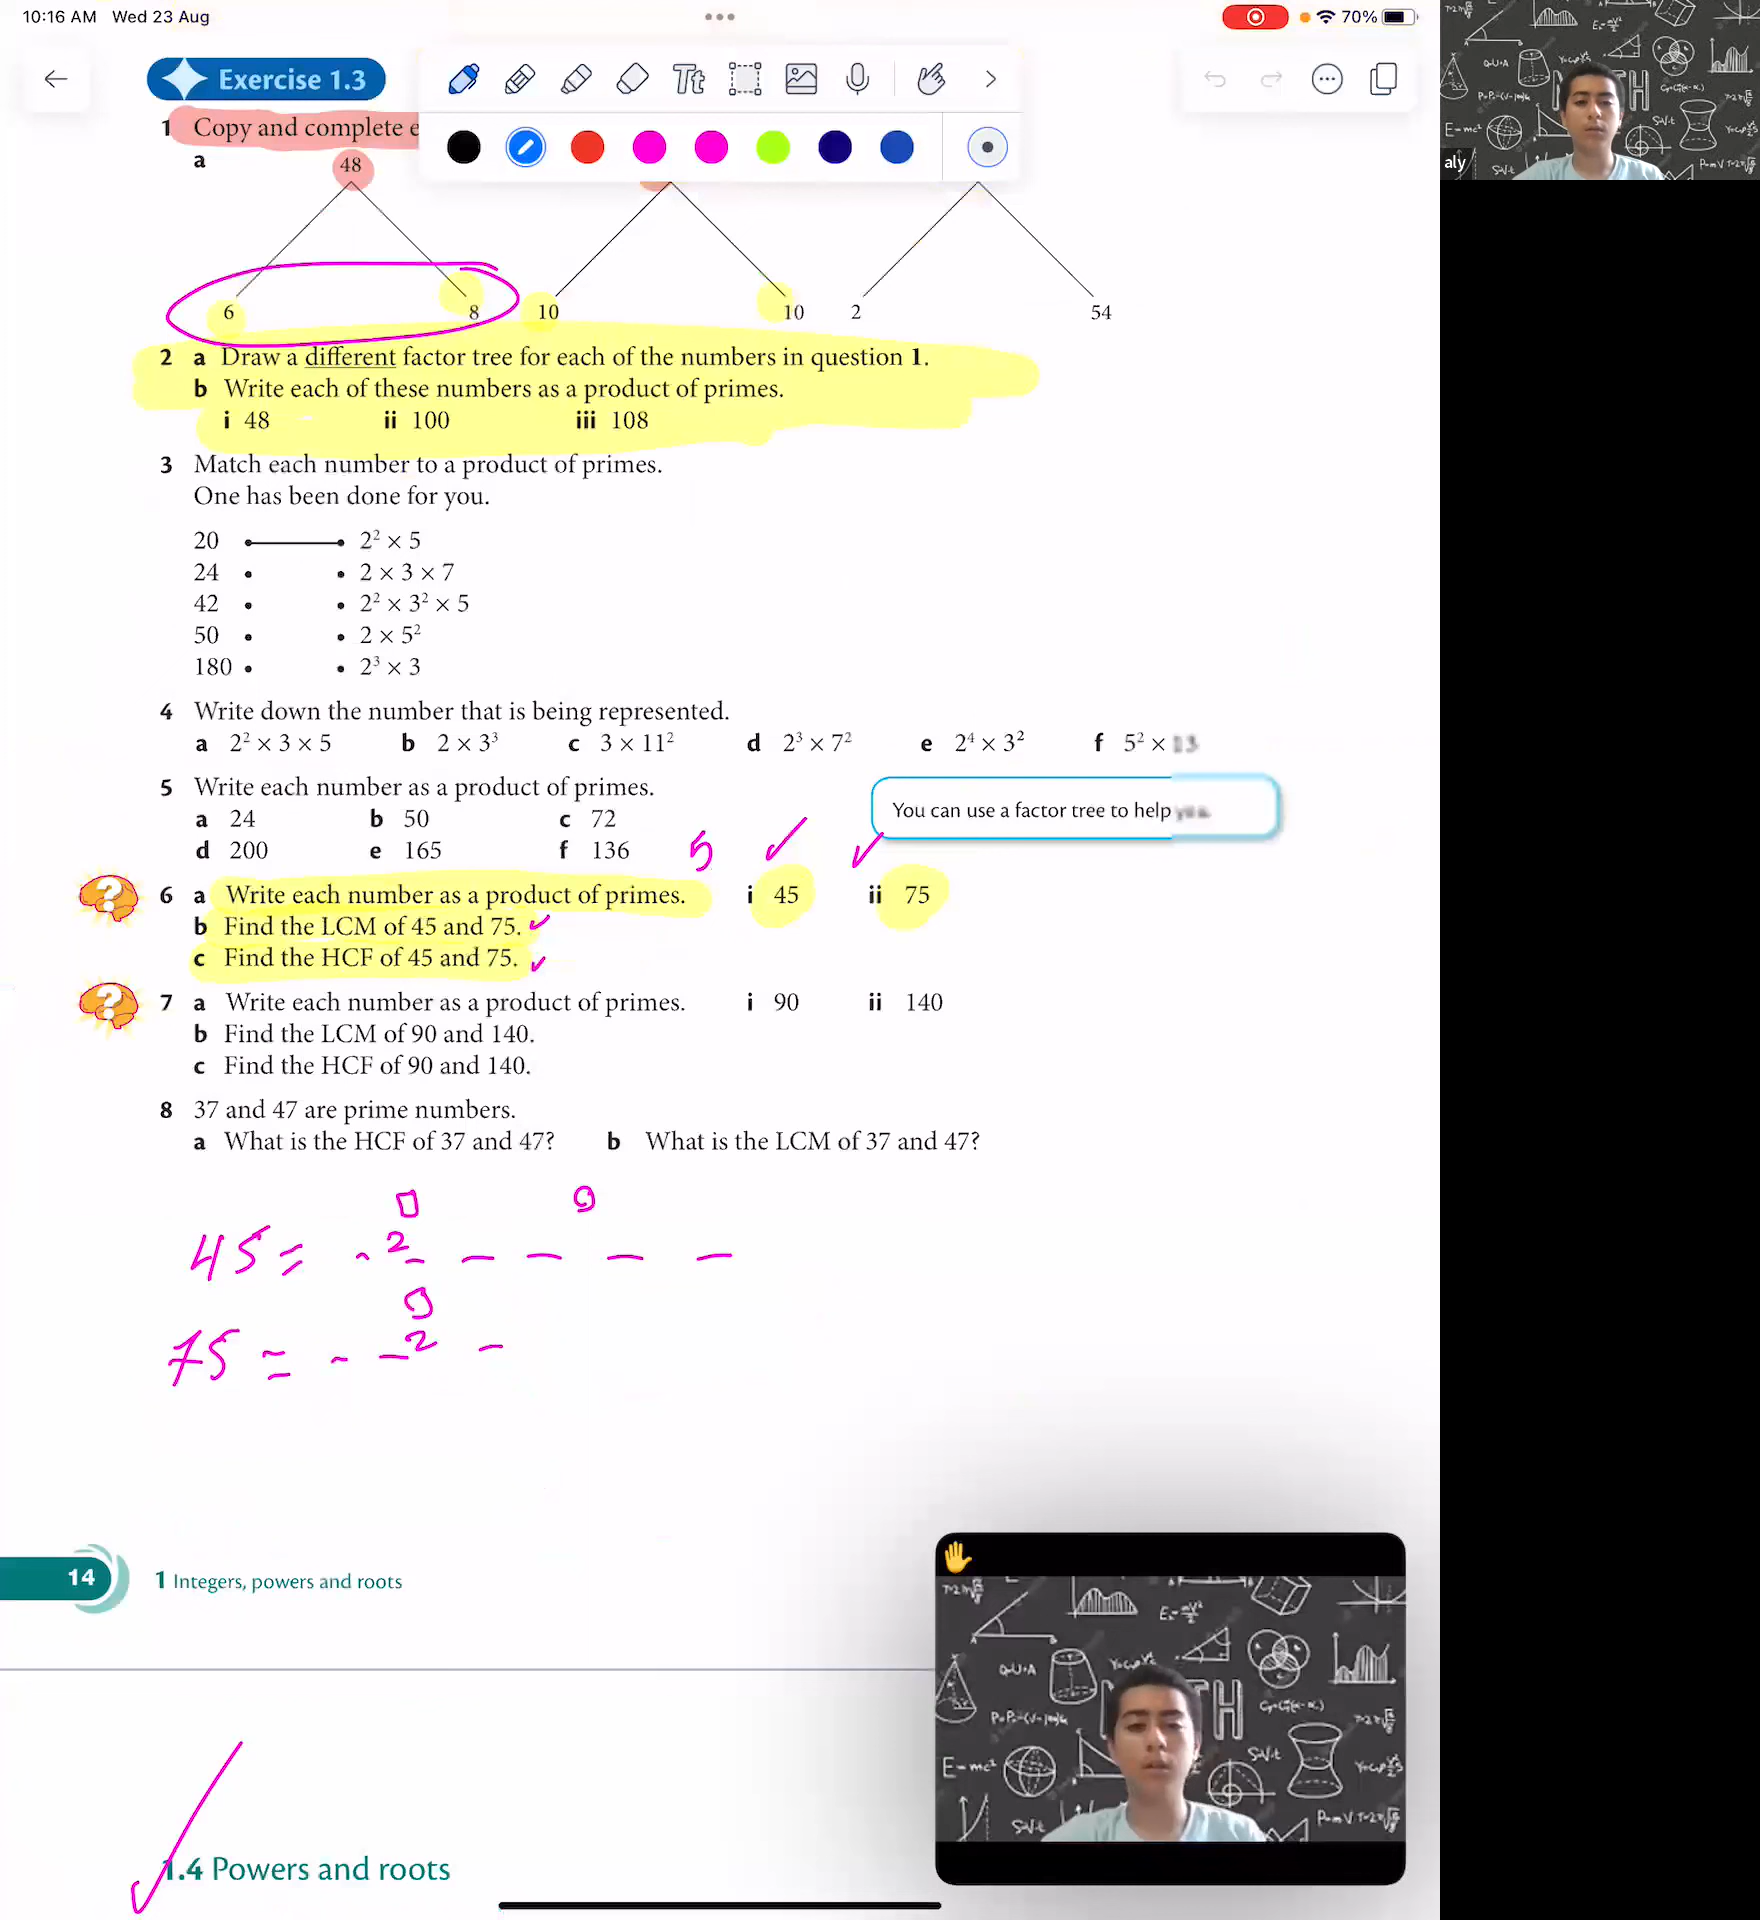 10:16 AM Wed 23 Aug
70%
Exercise 1.3
Tt
aly
1 Copy and complete e
a 48
6 8 10 10 2 54
2 a Draw a different factor tree for each of the numbers in question 1.
b Write each of these numbers as a product of primes.
i 48 ii 100 iii 108
3 Match each number to a product of primes.
One has been done for you.
20 2² × 5
24 2 × 3 × 7
42 2² × 3² × 5
50 2 × 5²
180 2³ × 3
4 Write down the number that is being represented.
a 2² × 3 × 5 b 2 × 3³ c 3 × 11² d 2³ × 7² e 2⁴ × 3² f 5² × 13
5 Write each number as a product of primes.
You can use a factor tree to help you.
a 24 b 50 c 72
d 200 e 165 f 136
5
6 a Write each number as a product of primes. i 45 ii 75
b Find the LCM of 45 and 75.
c Find the HCF of 45 and 75.
7 a Write each number as a product of primes. i 90 ii 140
b Find the LCM of 90 and 140.
c Find the HCF of 90 and 140.
8 37 and 47 are prime numbers.
a What is the HCF of 37 and 47? b What is the LCM of 37 and 47?
45 = - 2 - - - -
75 = - - 2 -
14 1 Integers, powers and roots
1.4 Powers and roots
E=mc²